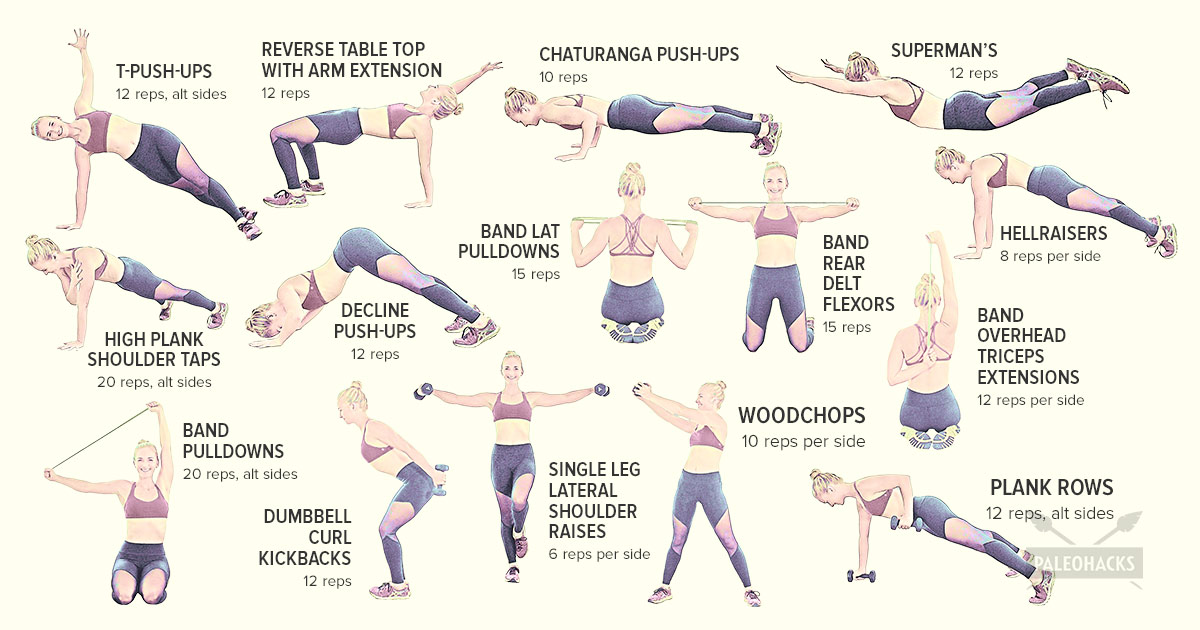 T-PUSH-UPS
12 reps, alt sides
REVERSE TABLE TOP
WITH ARM EXTENSION
12 reps
CHATURANGA PUSH-UPS
10 reps
SUPERMAN'S
12 reps
HIGH PLANK
SHOULDER TAPS
20 reps, alt sides
DECLINE
PUSH-UPS
12 reps
BAND LAT
PULLDOWNS
15 reps
BAND
REAR
DELT
FLEXORS
15 reps
HELLRAISERS
8 reps per side
BAND
OVERHEAD
TRICEPS
EXTENSIONS
12 reps per side
BAND
PULLDOWNS
20 reps, alt sides
DUMBBELL
CURL
KICKBACKS
12 reps
SINGLE LEG
LATERAL
SHOULDER
RAISES
6 reps per side
WOODCHOPS
10 reps per side
PLANK ROWS
12 reps, alt sides
PALEOHACKS